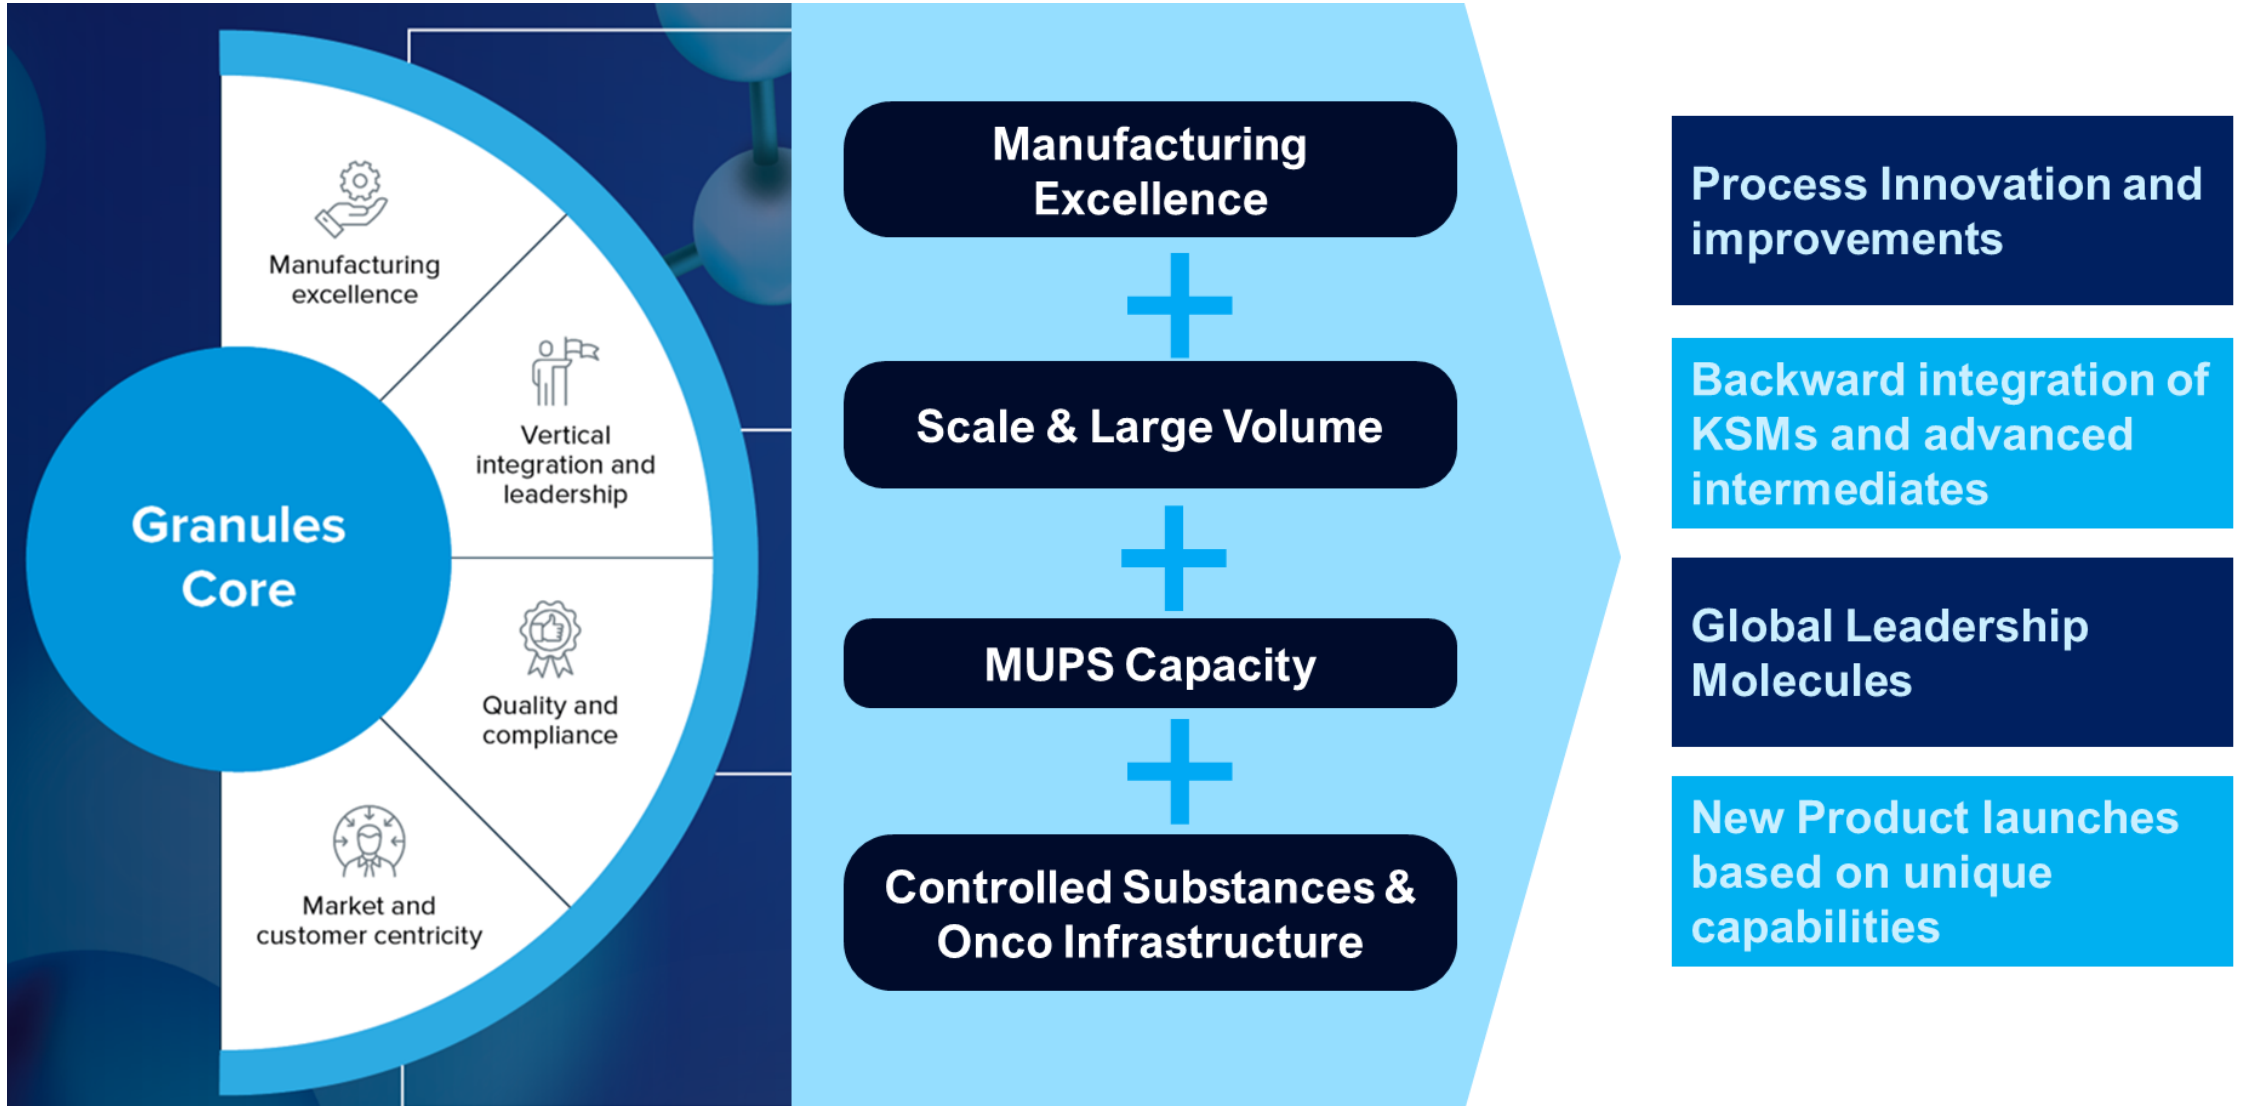 Manufacturing
excellence
Vertical
integration and
leadership
Granules
Core
Quality and
compliance
Market and
customer centricity
Manufacturing
Excellence
Scale & Large Volume
MUPS Capacity
Controlled Substances &
Onco Infrastructure
Process Innovation and
improvements
Backward integration of
KSMs and advanced
intermediates
Global Leadership
Molecules
New Product launches
based on unique
capabilities